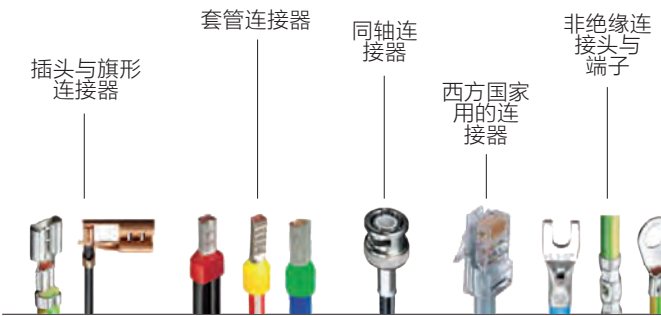 插头与旗形
连接器
套管连接器
同轴连
接器
西方国家
用的连
接器
非绝缘连
接头与
端子